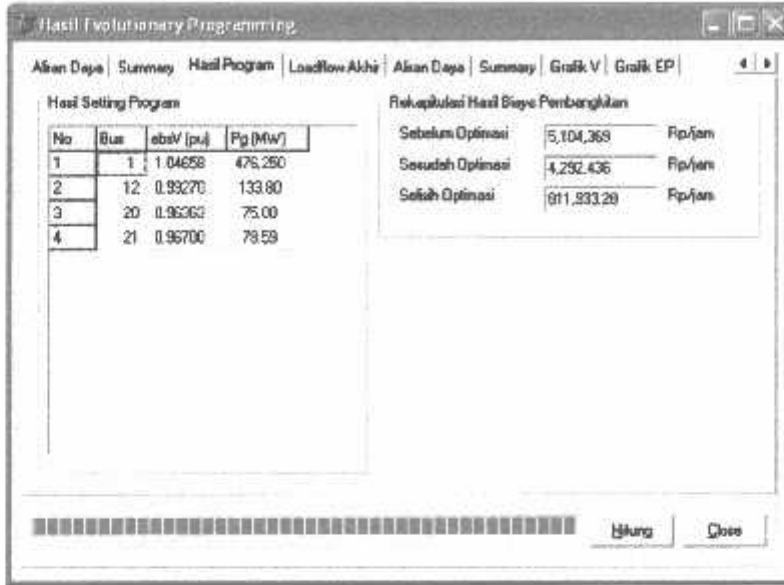 Hasil Evolutionary Programming
Aliran Daya Summary Hasil Program Loadflow Akhir Aliran Daya Summary Grafik V Grafik EP
Hasil Setting Program
No Bus absV (pu) Pg (MW)
1 1 1.04658 476,250
2 12 0.99270 133.80
3 20 0.96363 75.00
4 21 0.96700 79.59
Rekapitulasi Hasil Biaya Pembangkitan
Sebelum Optimasi 5,104,369 Rp/jam
Sesudah Optimasi 4,292,436 Rp/jam
Selisih Optimasi 811,933.28 Rp/jam
Hitung Close